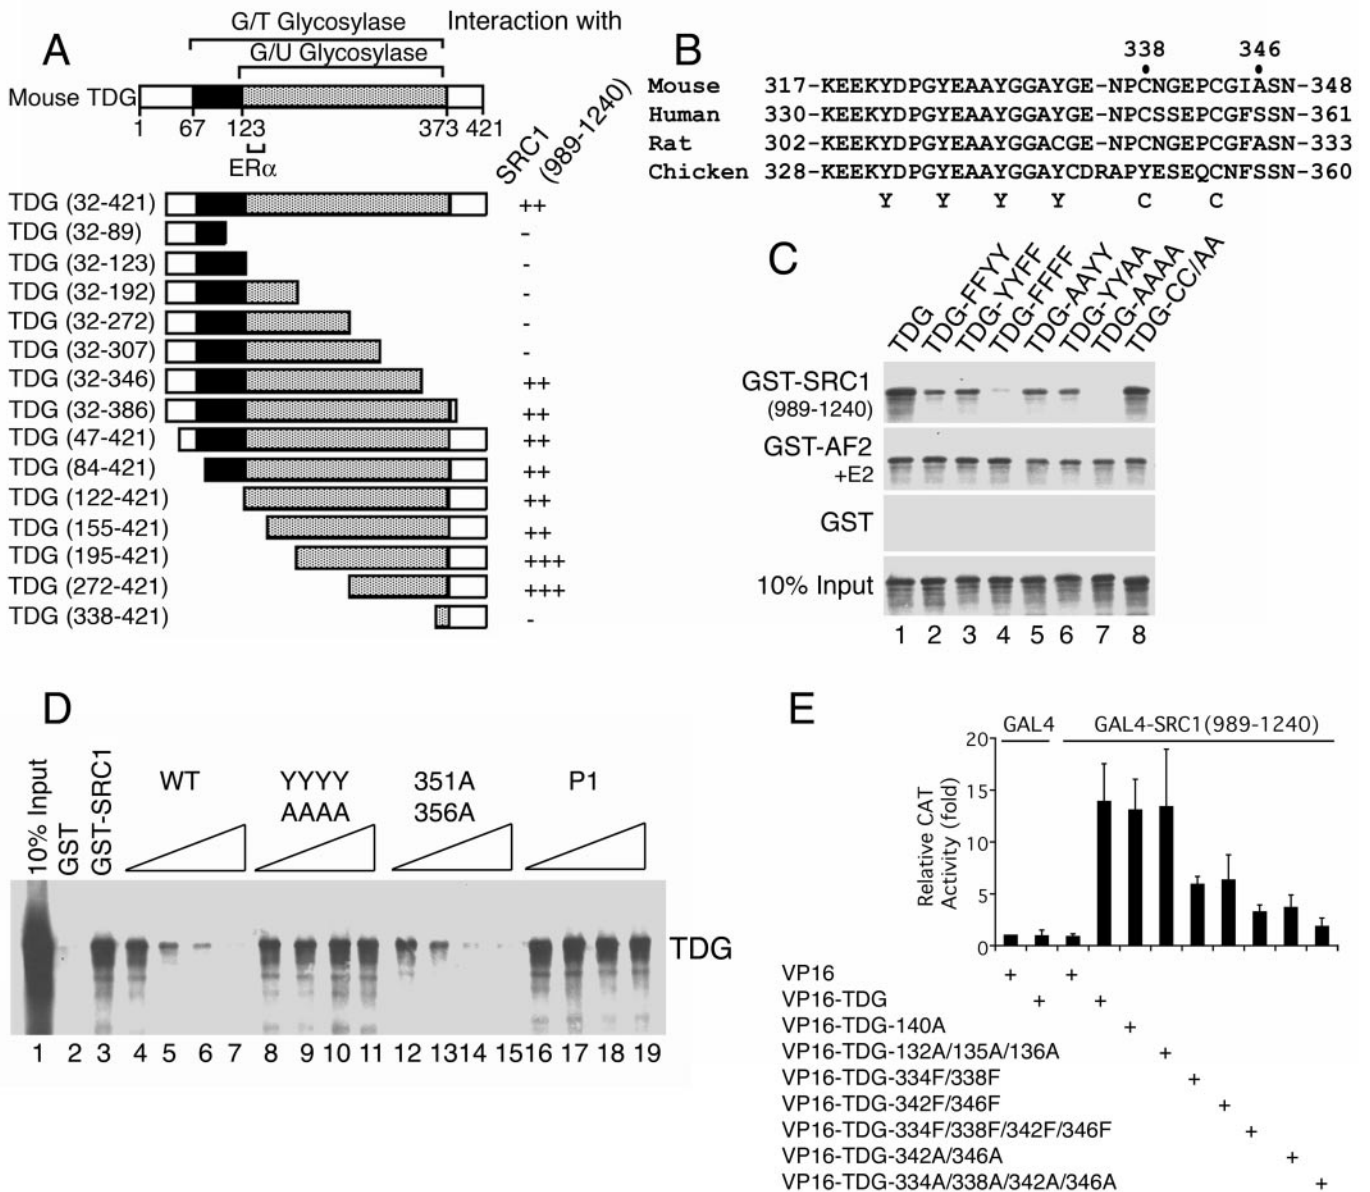 A
G/T Glycosylase
Interaction with
G/U Glycosylase
Mouse TDG
1 67 123 373 421
ERα
SRC1
(989-1240)
TDG (32-421) ++
TDG (32-89) -
TDG (32-123) -
TDG (32-192) -
TDG (32-272) -
TDG (32-307) -
TDG (32-346) ++
TDG (32-386) ++
TDG (47-421) ++
TDG (84-421) ++
TDG (122-421) ++
TDG (155-421) ++
TDG (195-421) +++
TDG (272-421) +++
TDG (338-421) -
B
338 346
Mouse 317-KEEKYDPGYEAAYGGAYGE-NPCNGEPCGIASN-348
Human 330-KEEKYDPGYEAAYGGAYGE-NPCSSEPCGFSSN-361
Rat 302-KEEKYDPGYEAAYGGACGE-NPCNGEPCGFASN-333
Chicken 328-KEEKYDPGYEAAYGGAYCDRAPYESEQCNFSSN-360
Y Y Y Y C C
C
TDG
TDG-FFYY
TDG-YYFF
TDG-FFFF
TDG-AAYY
TDG-YYAA
TDG-AAAA
TDG-CC/AA
GST-SRC1
(989-1240)
GST-AF2
+E2
GST
10% Input
1 2 3 4 5 6 7 8
D
10% Input
GST
GST-SRC1
WT
YYYY
AAAA
351A
356A
P1
TDG
1 2 3 4 5 6 7 8 9 10 11 12 13 14 15 16 17 18 19
E
GAL4 GAL4-SRC1(989-1240)
Relative CAT
Activity (fold)
20
15
10
5
0
VP16 + +
VP16-TDG + +
VP16-TDG-140A +
VP16-TDG-132A/135A/136A +
VP16-TDG-334F/338F +
VP16-TDG-342F/346F +
VP16-TDG-334F/338F/342F/346F +
VP16-TDG-342A/346A +
VP16-TDG-334A/338A/342A/346A +